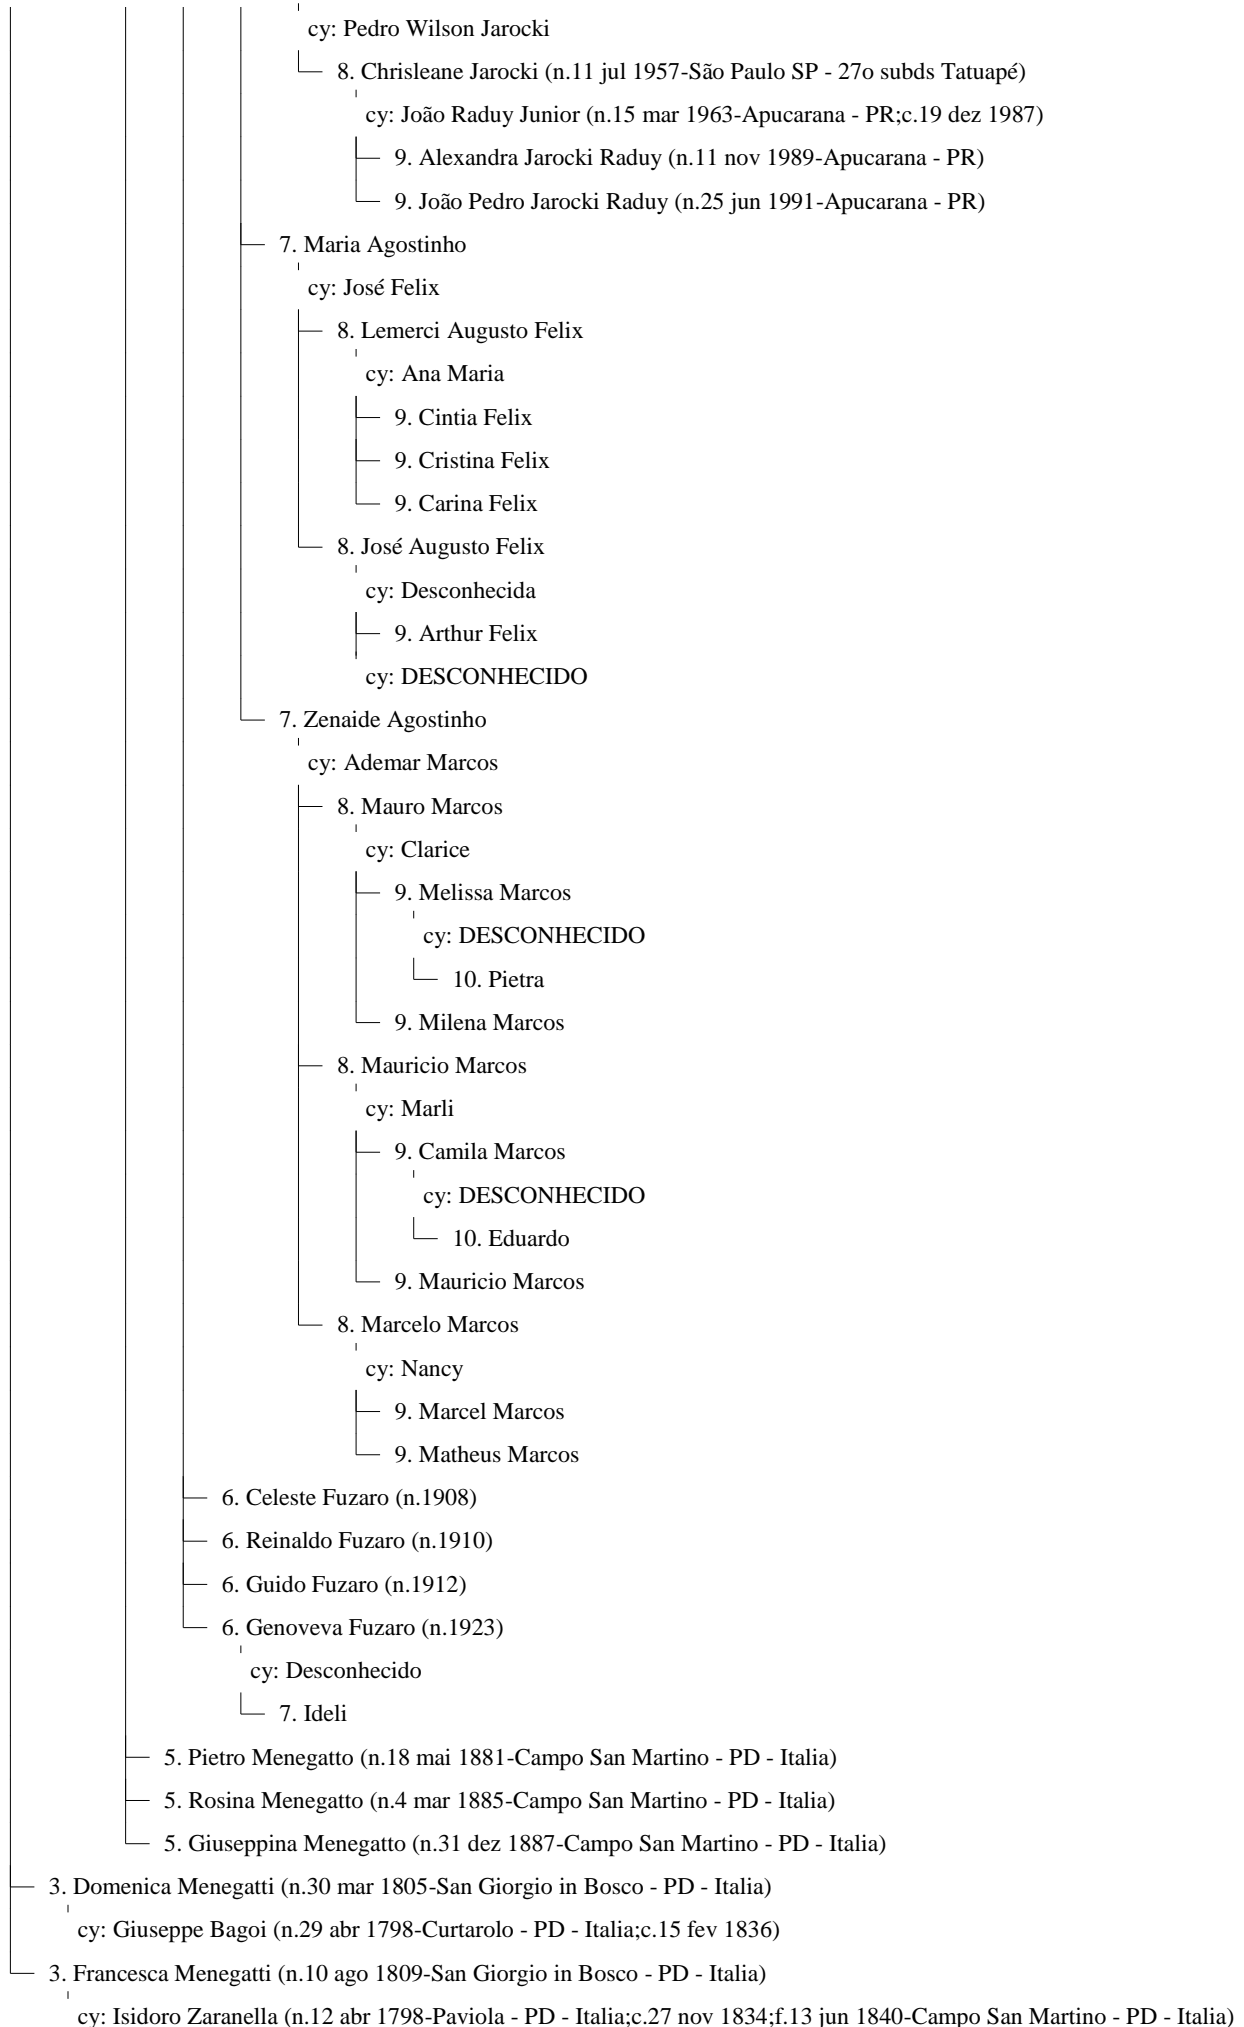 cy: Pedro Wilson Jarocki
8. Chrisleane Jarocki (n.11 jul 1957-São Paulo SP - 27o subds Tatuapé)
cy: João Raduy Junior (n.15 mar 1963-Apucarana - PR;c.19 dez 1987)
9. Alexandra Jarocki Raduy (n.11 nov 1989-Apucarana - PR)
9. João Pedro Jarocki Raduy (n.25 jun 1991-Apucarana - PR)
7. Maria Agostinho
cy: José Felix
8. Lemerci Augusto Felix
cy: Ana Maria
9. Cintia Felix
9. Cristina Felix
9. Carina Felix
8. José Augusto Felix
cy: Desconhecida
9. Arthur Felix
cy: DESCONHECIDO
7. Zenaide Agostinho
cy: Ademar Marcos
8. Mauro Marcos
cy: Clarice
9. Melissa Marcos
cy: DESCONHECIDO
10. Pietra
9. Milena Marcos
8. Mauricio Marcos
cy: Marli
9. Camila Marcos
cy: DESCONHECIDO
10. Eduardo
9. Mauricio Marcos
8. Marcelo Marcos
cy: Nancy
9. Marcel Marcos
9. Matheus Marcos
6. Celeste Fuzaro (n.1908)
6. Reinaldo Fuzaro (n.1910)
6. Guido Fuzaro (n.1912)
6. Genoveva Fuzaro (n.1923)
cy: Desconhecido
7. Ideli
5. Pietro Menegatto (n.18 mai 1881-Campo San Martino - PD - Italia)
5. Rosina Menegatto (n.4 mar 1885-Campo San Martino - PD - Italia)
5. Giuseppina Menegatto (n.31 dez 1887-Campo San Martino - PD - Italia)
3. Domenica Menegatti (n.30 mar 1805-San Giorgio in Bosco - PD - Italia)
cy: Giuseppe Bagoi (n.29 abr 1798-Curtarolo - PD - Italia;c.15 fev 1836)
3. Francesca Menegatti (n.10 ago 1809-San Giorgio in Bosco - PD - Italia)
cy: Isidoro Zaranella (n.12 abr 1798-Paviola - PD - Italia;c.27 nov 1834;f.13 jun 1840-Campo San Martino - PD - Italia)